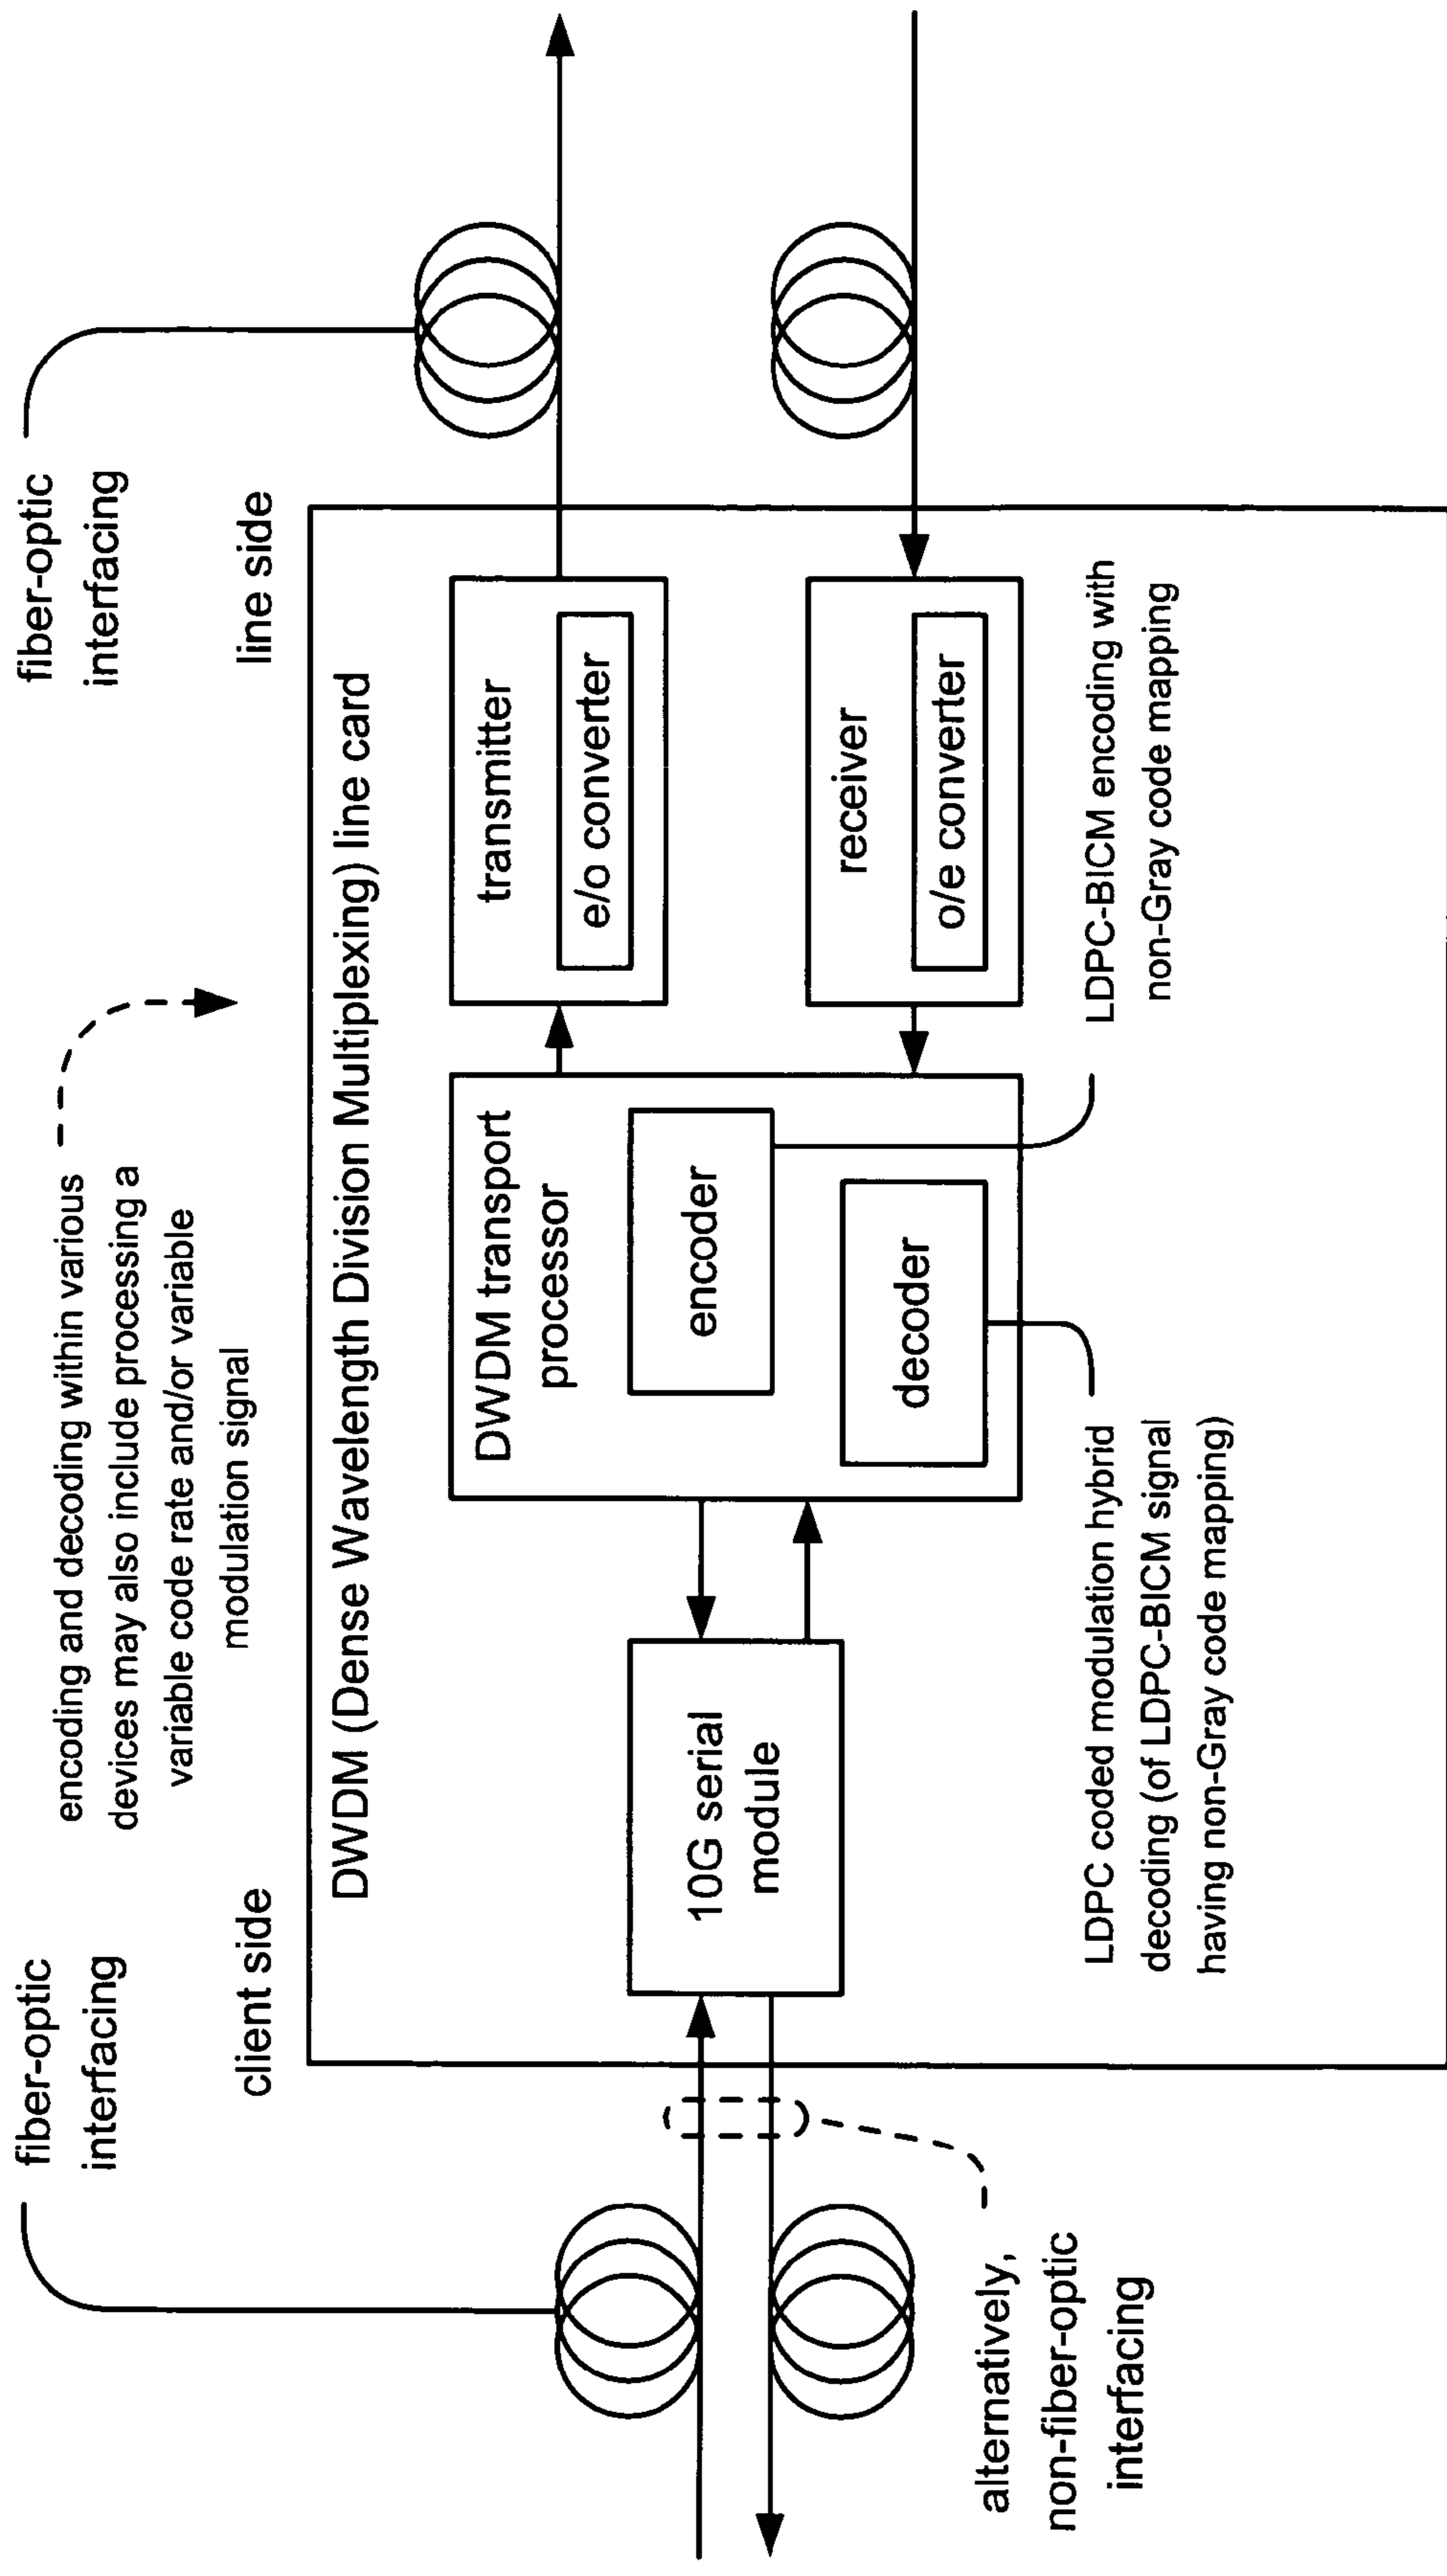 fiber-optic
interfacing
client side
encoding and decoding within various
devices may also include processing a
variable code rate and/or variable
modulation signal
fiber-optic
interfacing
line side
DWDM (Dense Wavelength Division Multiplexing) line card
10G serial
module
DWDM transport
processor
encoder
decoder
transmitter
e/o converter
receiver
o/e converter
alternatively,
non-fiber-optic
interfacing
LDPC coded modulation hybrid
decoding (of LDPC-BICM signal
having non-Gray code mapping)
LDPC-BICM encoding with
non-Gray code mapping